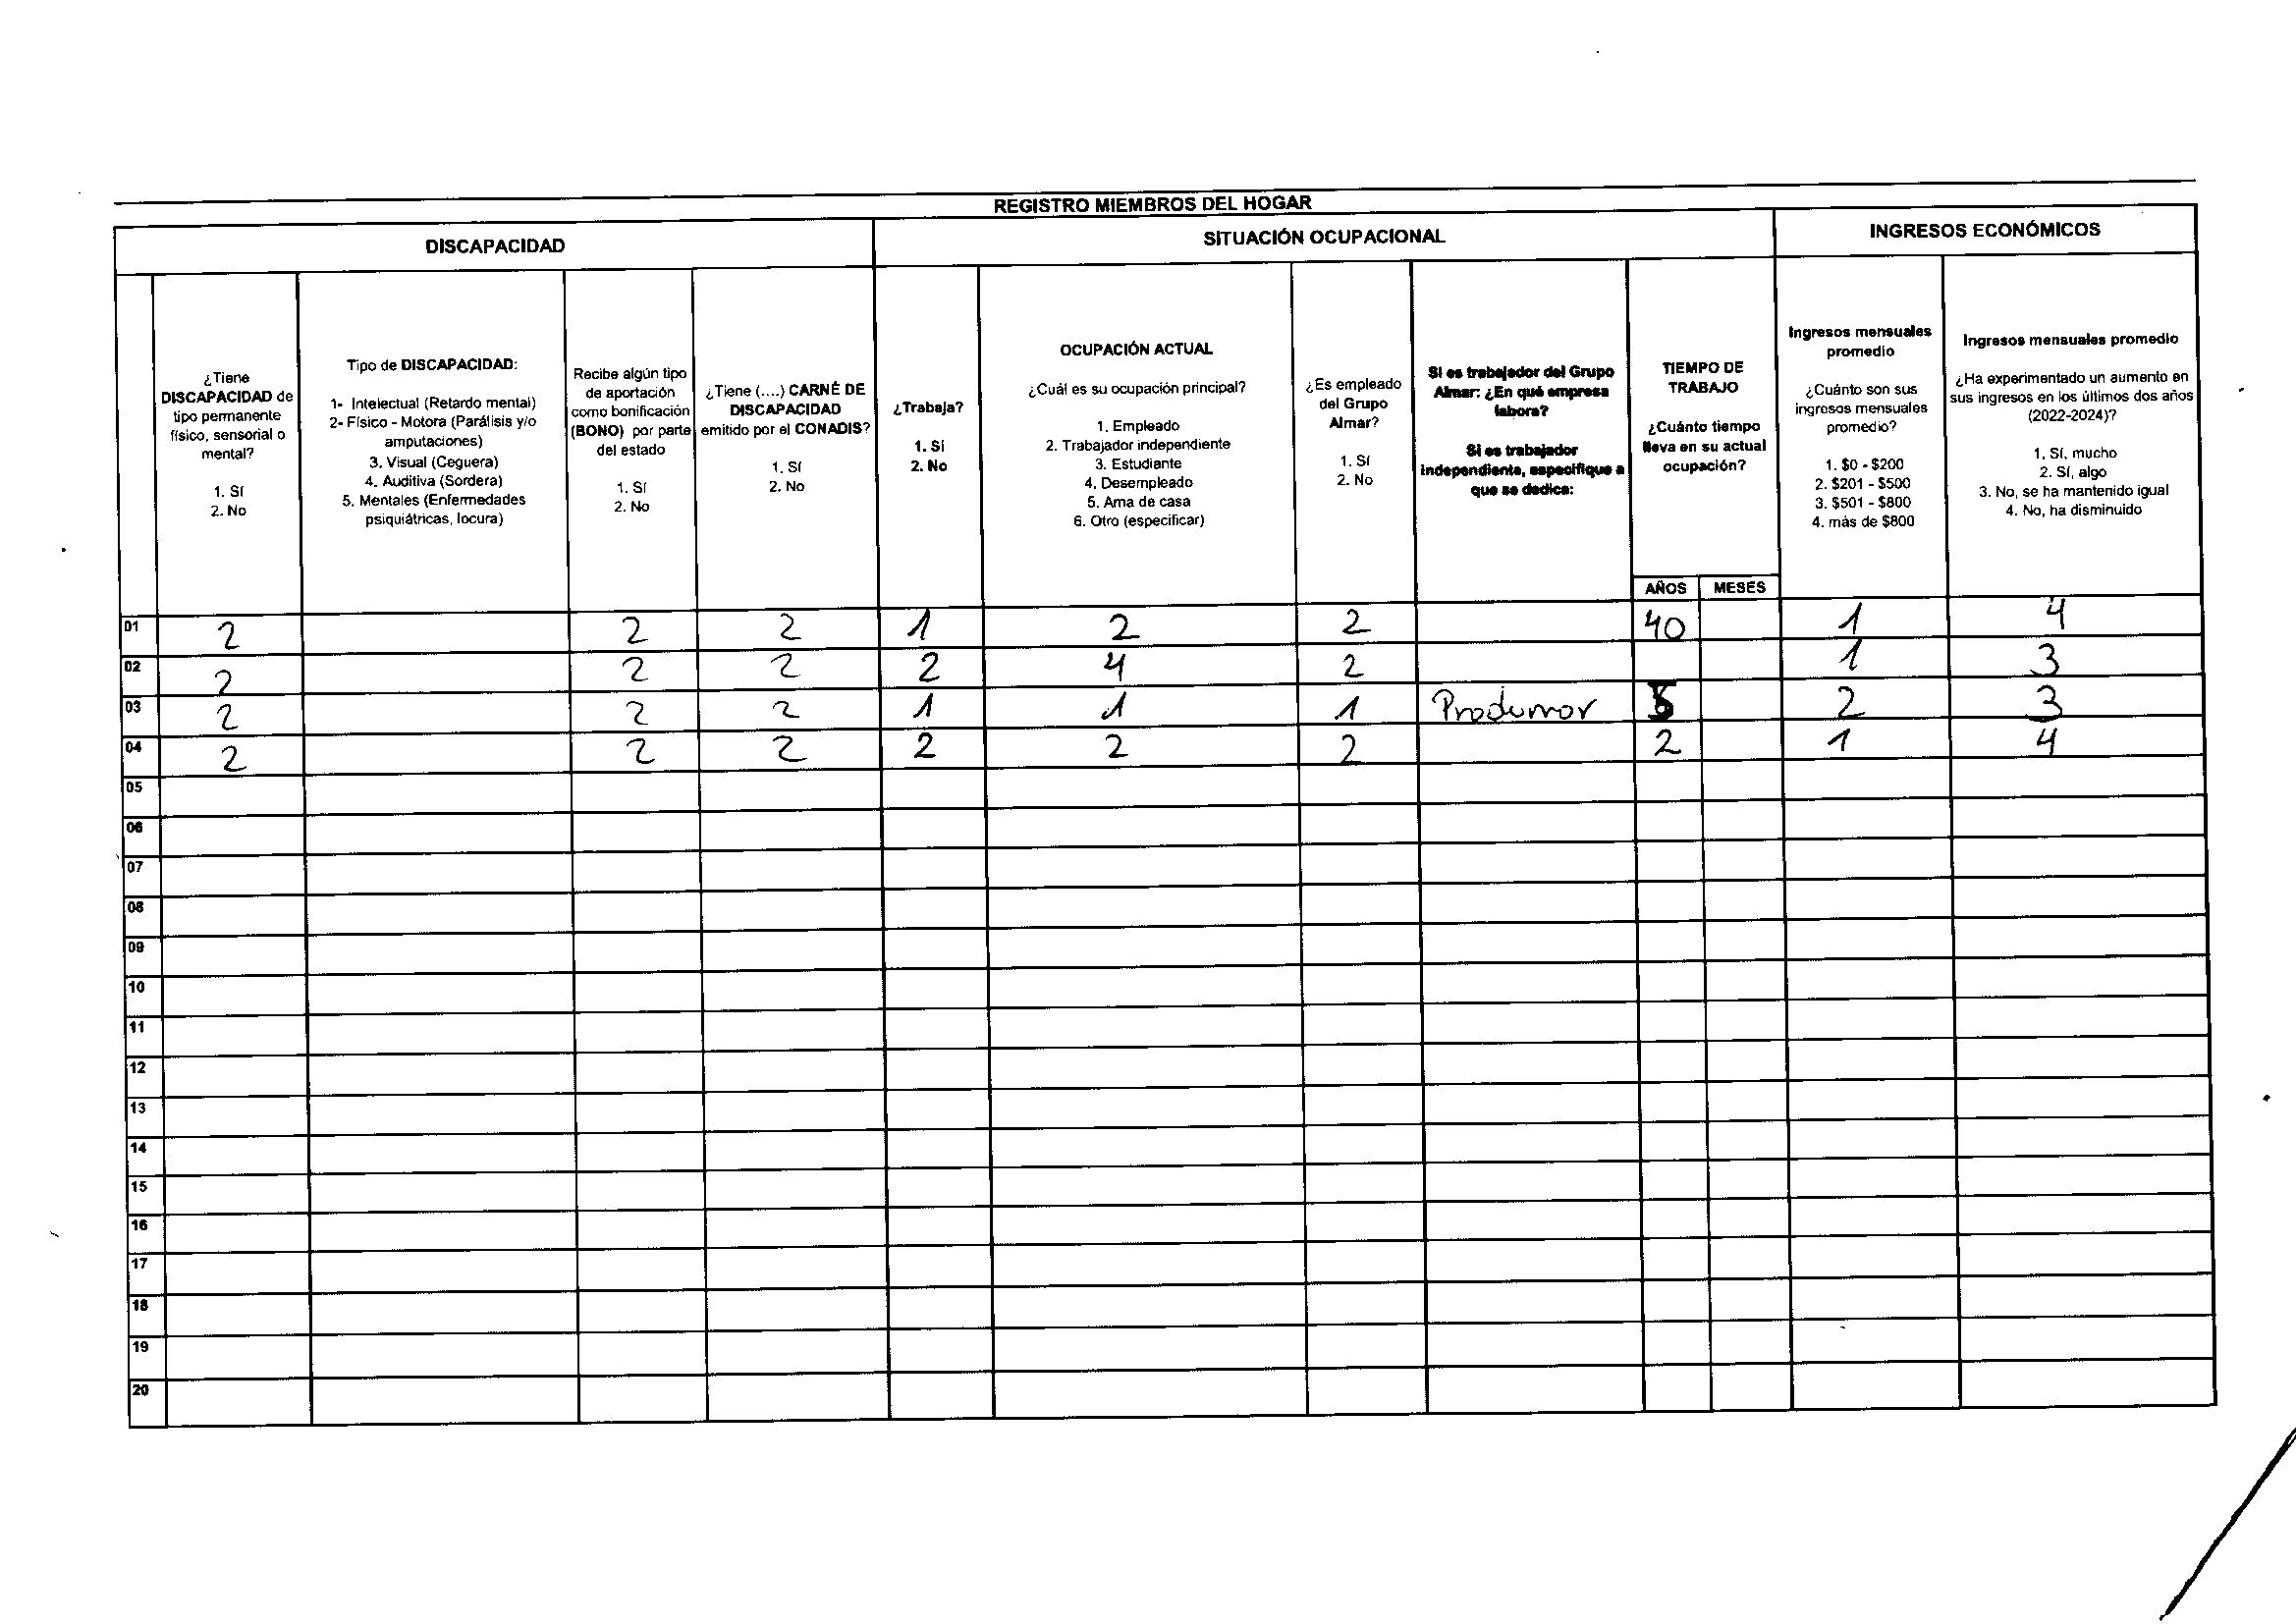 REGISTRO MIEMBROS DEL HOGAR
DISCAPACIDAD
SITUACIÓN OCUPACIONAL
INGRESOS ECONÓMICOS
¿Tiene
DISCAPACIDAD de
tipo permanente
físico, sensorial o
mental?
1. Sí
2. No
Tipo de DISCAPACIDAD:
1- Intelectual (Retardo mental)
2- Físico - Motora (Parálisis y/o
amputaciones)
3. Visual (Ceguera)
4. Auditiva (Sordera)
5. Mentales (Enfermedades
psiquiátricas, locura)
Recibe algún tipo
de aportación
como bonificación
(BONO) por parte
del estado
1. Sí
2. No
¿Tiene (....) CARNÉ DE
DISCAPACIDAD
emitido por el CONADIS?
1. Sí
2. No
¿Trabaja?
1. Sí
2. No
OCUPACIÓN ACTUAL
¿Cuál es su ocupación principal?
1. Empleado
2. Trabajador independiente
3. Estudiante
4. Desempleado
5. Ama de casa
6. Otro (especificar)
¿Es empleado
del Grupo
Almar?
1. Sí
2. No
Si es trabajador del Grupo
Almar: ¿En qué empresa
labora?
Si es trabajador
independiente, especifique a
que se dedica:
TIEMPO DE
TRABAJO
¿Cuánto tiempo
lleva en su actual
ocupación?
AÑOS MESES
Ingresos mensuales
promedio
¿Cuánto son sus
ingresos mensuales
promedio?
1. $0 - $200
2. $201 - $500
3. $501 - $800
4. más de $800
Ingresos mensuales promedio
¿Ha experimentado un aumento en
sus ingresos en los últimos dos años
(2022-2024)?
1. Sí, mucho
2. Sí, algo
3. No, se ha mantenido igual
4. No, ha disminuido
01 2 2 2 1 2 2 40 1 4
02 2 2 2 2 4 2 1 3
03 2 2 2 1 1 1 Produmar 2 3
04 2 2 2 2 2 2 2 1 4
05
06
07
08
09
10
11
12
13
14
15
16
17
18
19
20